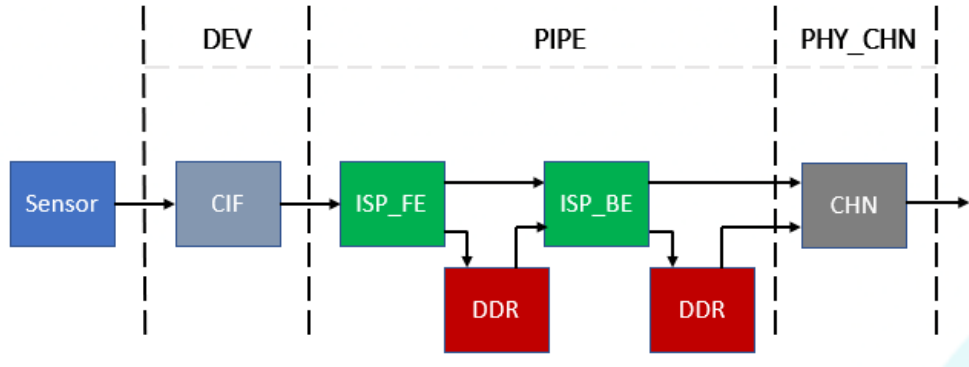 DEV PIPE PHY_CHN
Sensor CIF ISP_FE ISP_BE CHN
DDR DDR